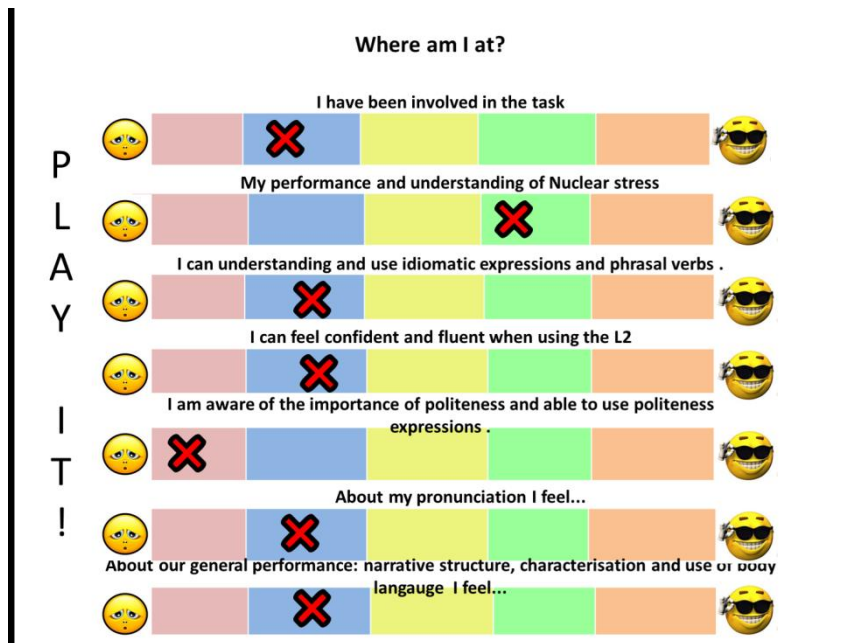 Where am I at?
I have been involved in the task
My performance and understanding of Nuclear stress
I can understanding and use idiomatic expressions and phrasal verbs .
I can feel confident and fluent when using the L2
I am aware of the importance of politeness and able to use politeness
expressions .
About my pronunciation I feel...
About our general performance: narrative structure, characterisation and use of body
langauge I feel...
PLAY IT!